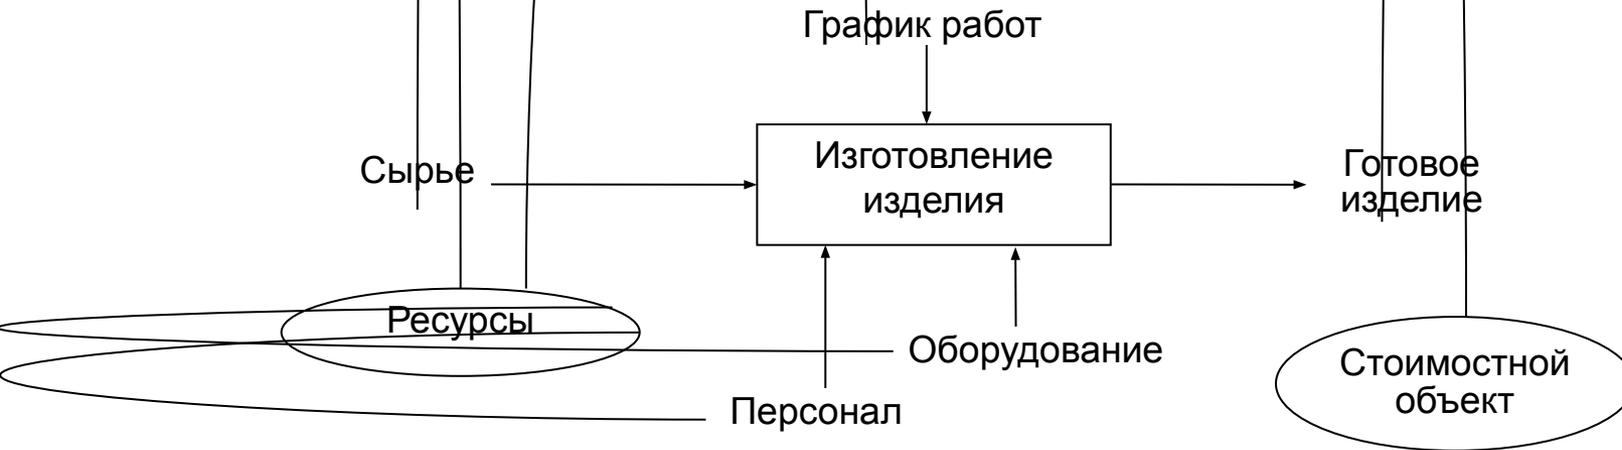 График работ
Изготовление
изделия
Сырье
Готовое
изделие
Ресурсы
Оборудование
Персонал
Стоимостной
объект